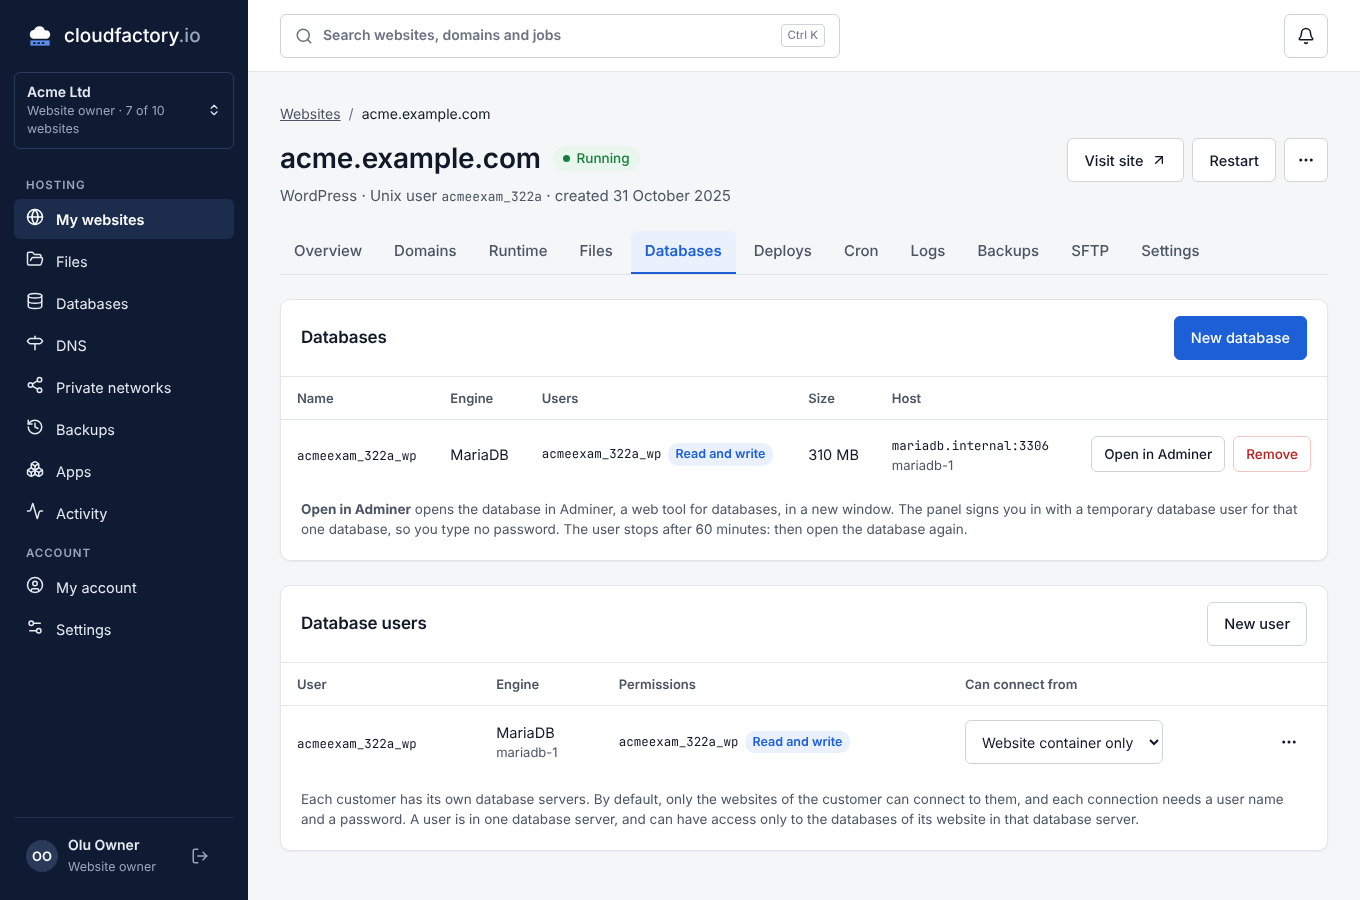 cloudfactory.io
Search websites, domains and jobs
Ctrl K
Acme Ltd
Website owner · 7 of 10
websites
HOSTING
My websites
Files
Databases
DNS
Private networks
Backups
Apps
Activity
ACCOUNT
My account
Settings
OO
Olu Owner
Website owner
Websites / acme.example.com
acme.example.com
Running
Visit site
Restart
WordPress · Unix user acmeexam_322a · created 31 October 2025
Overview Domains Runtime Files Databases Deploys Cron Logs Backups SFTP Settings
Databases
New database
Name Engine Users Size Host
acmeexam_322a_wp MariaDB acmeexam_322a_wp Read and write 310 MB mariadb.internal:3306
mariadb-1
Open in Adminer Remove
Open in Adminer opens the database in Adminer, a web tool for databases, in a new window. The panel signs you in with a temporary database user for that
one database, so you type no password. The user stops after 60 minutes: then open the database again.
Database users
New user
User Engine Permissions Can connect from
acmeexam_322a_wp MariaDB acmeexam_322a_wp Read and write Website container only
mariadb-1
Each customer has its own database servers. By default, only the websites of the customer can connect to them, and each connection needs a user name
and a password. A user is in one database server, and can have access only to the databases of its website in that database server.